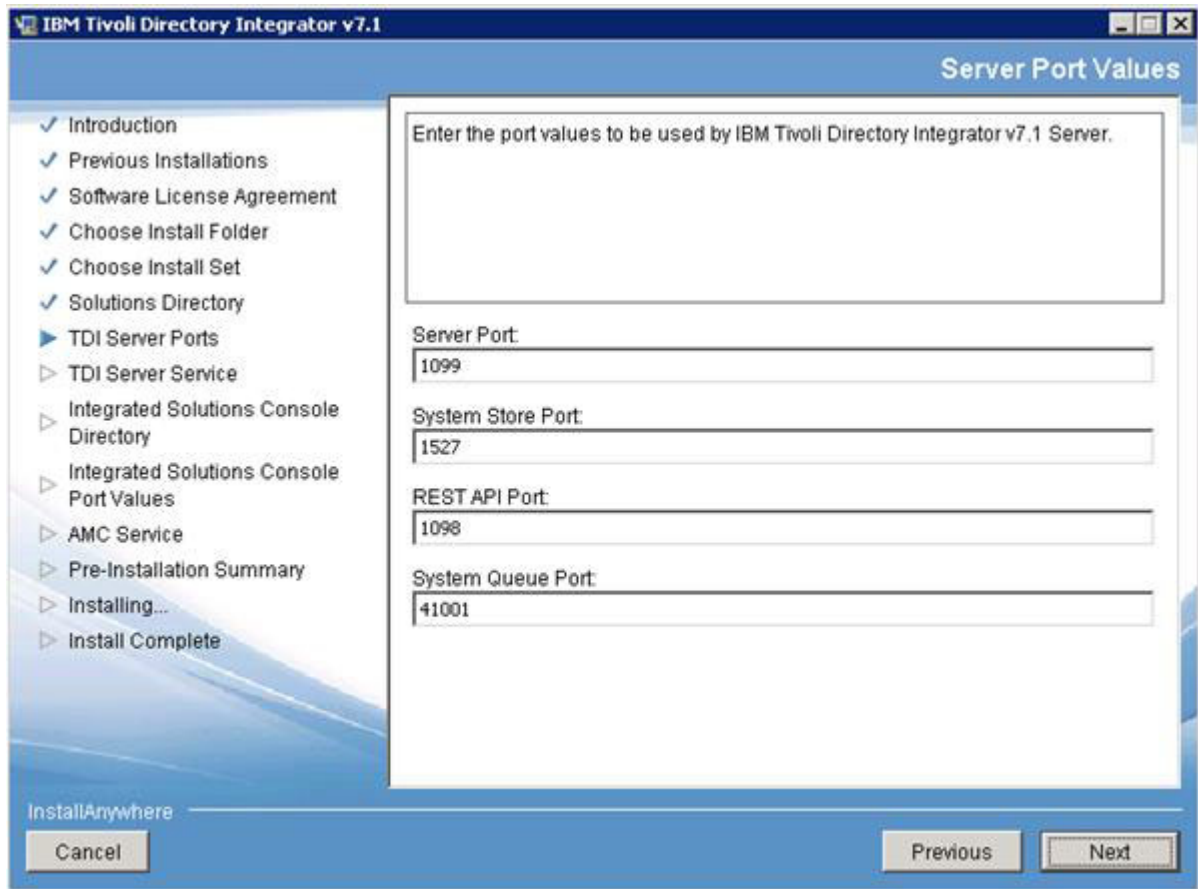 IBM Tivoli Directory Integrator v7.1
Server Port Values
Introduction
Previous Installations
Software License Agreement
Choose Install Folder
Choose Install Set
Solutions Directory
TDI Server Ports
TDI Server Service
Integrated Solutions Console
Directory
Integrated Solutions Console
Port Values
AMC Service
Pre-Installation Summary
Installing...
Install Complete
Enter the port values to be used by IBM Tivoli Directory Integrator v7.1 Server.
Server Port:
1099
System Store Port:
1527
REST API Port:
1098
System Queue Port:
41001
InstallAnywhere
Cancel
Previous
Next